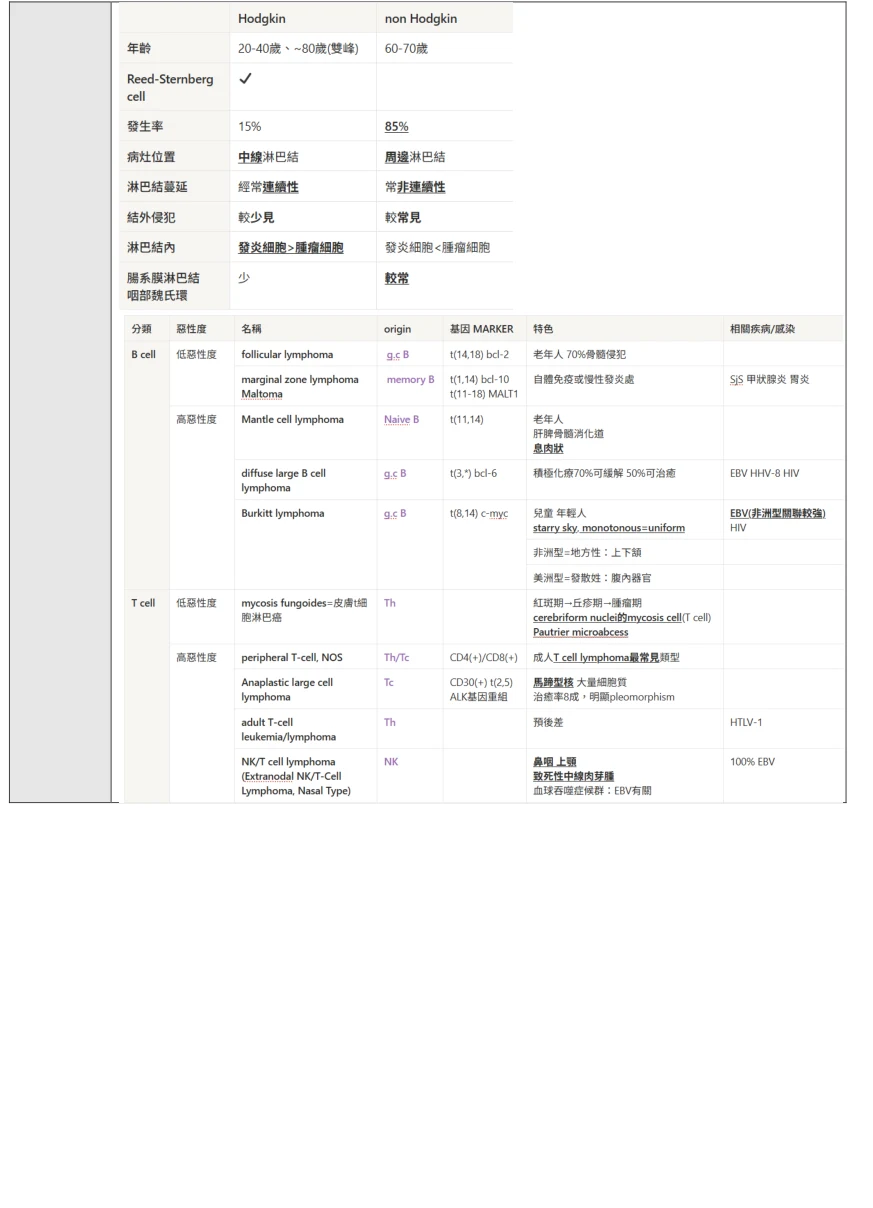 Hodgkin non Hodgkin
年齡 20-40歲、~80歲(雙峰) 60-70歲
Reed-Sternberg ✓
cell
發生率 15% 85%
病灶位置 中線淋巴結 周邊淋巴結
淋巴結蔓延 經常連續性 常非連續性
結外侵犯 較少見 較常見
淋巴結內 發炎細胞>腫瘤細胞 發炎細胞<腫瘤細胞
腸系膜淋巴結 少 較常
咽部魏氏環
分類 惡性度 名稱 origin 基因 MARKER 特色 相關疾病/感染
B cell 低惡性度 follicular lymphoma g.c B t(14,18) bcl-2 老年人 70%骨髓侵犯
marginal zone lymphoma memory B t(1,14) bcl-10 自體免疫或慢性發炎處 SjS 甲狀腺炎 胃炎
Maltoma t(11-18) MALT1
高惡性度 Mantle cell lymphoma Naive B t(11,14) 老年人
肝脾骨髓消化道
息肉狀
diffuse large B cell g.c B t(3,*) bcl-6 積極化療70%可緩解 50%可治癒 EBV HHV-8 HIV
lymphoma
Burkitt lymphoma g.c B t(8,14) c-myc 兒童 年輕人 EBV(非洲型關聯較強)
starry sky, monotonous=uniform HIV
非洲型=地方性：上下頷
美洲型=發散姓：腹內器官
T cell 低惡性度 mycosis fungoides=皮膚t細 Th 紅斑期→丘疹期→腫瘤期
胞淋巴癌 cerebriform nuclei的mycosis cell(T cell)
Pautrier microabcess
高惡性度 peripheral T-cell, NOS Th/Tc CD4(+)/CD8(+) 成人T cell lymphoma最常見類型
Anaplastic large cell Tc CD30(+) t(2,5) 馬蹄型核 大量細胞質
lymphoma ALK基因重組 治癒率8成，明顯pleomorphism
adult T-cell Th 預後差 HTLV-1
leukemia/lymphoma
NK/T cell lymphoma NK 鼻咽 上顎 100% EBV
(Extranodal NK/T-Cell 致死性中線肉芽腫
Lymphoma, Nasal Type) 血球吞噬症候群：EBV有關